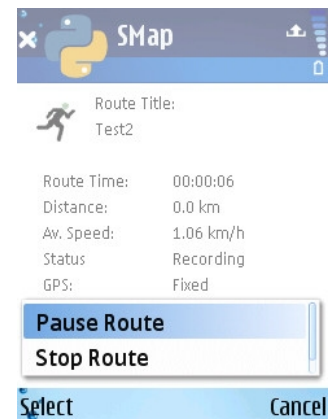 SMap
Route Title:
Test2
Route Time: 00:00:06
Distance: 0.0 km
Av. Speed: 1.06 km/h
Status Recording
GPS: Fixed
Pause Route
Stop Route
Select Cancel